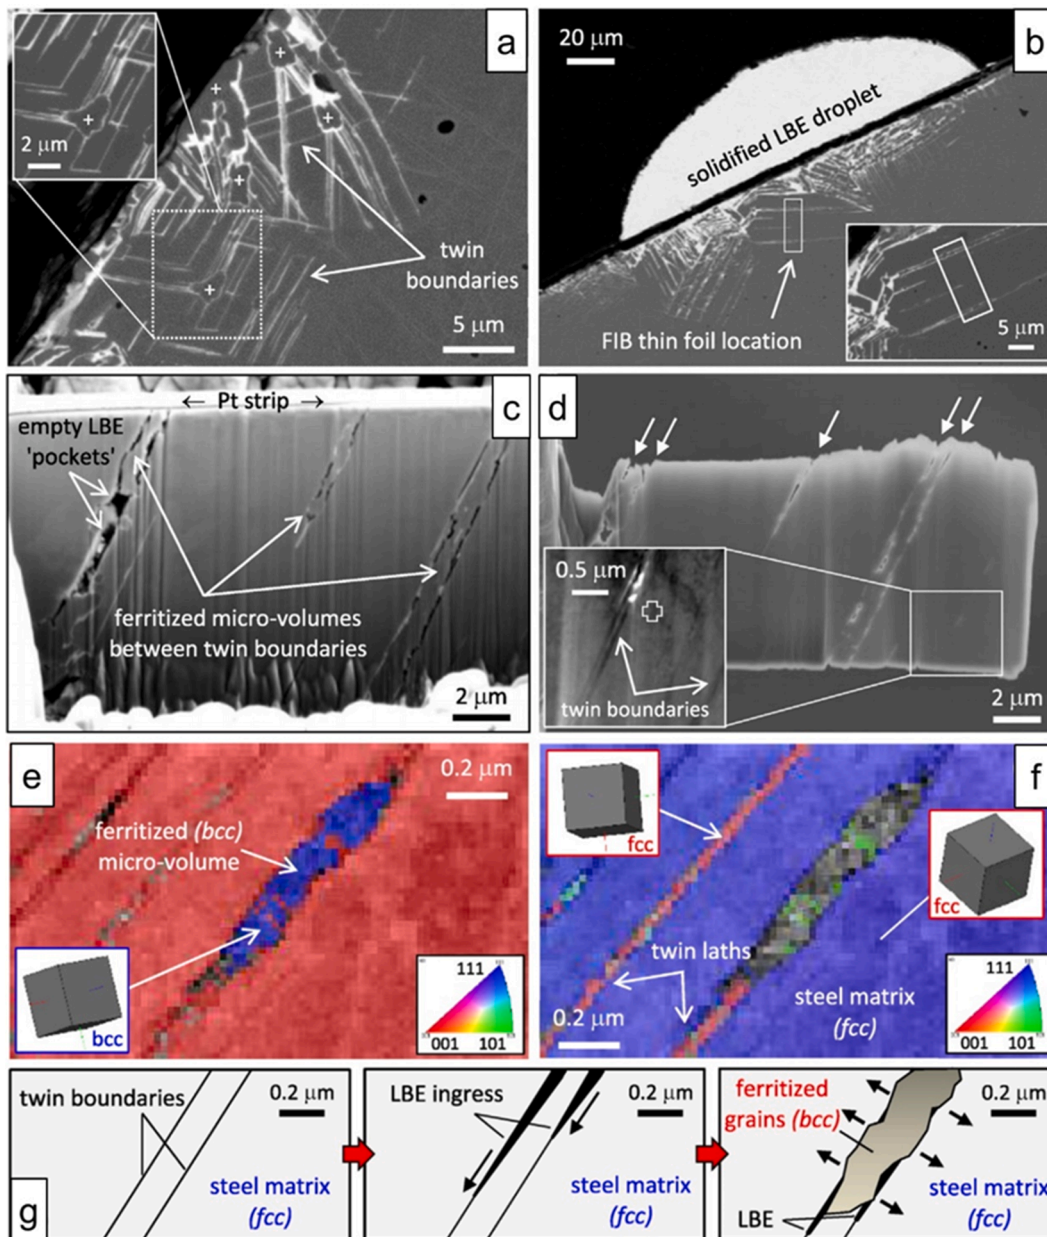 a
+
+
+
+
+
+
2 μm
twin
boundaries
5 μm
b
20 μm
solidified LBE droplet
FIB thin foil location
5 μm
c
← Pt strip →
empty LBE
'pockets'
ferritized micro-volumes
between twin boundaries
2 μm
d
0.5 μm
twin boundaries
2 μm
e
0.2 μm
ferritized (bcc)
micro-volume
bcc
111
001 101
f
fcc
fcc
twin laths
steel matrix
(fcc)
0.2 μm
111
001 101
g
twin boundaries
0.2 μm
steel matrix
(fcc)
LBE ingress
0.2 μm
steel matrix
(fcc)
ferritized
grains (bcc)
0.2 μm
steel matrix
(fcc)
LBE